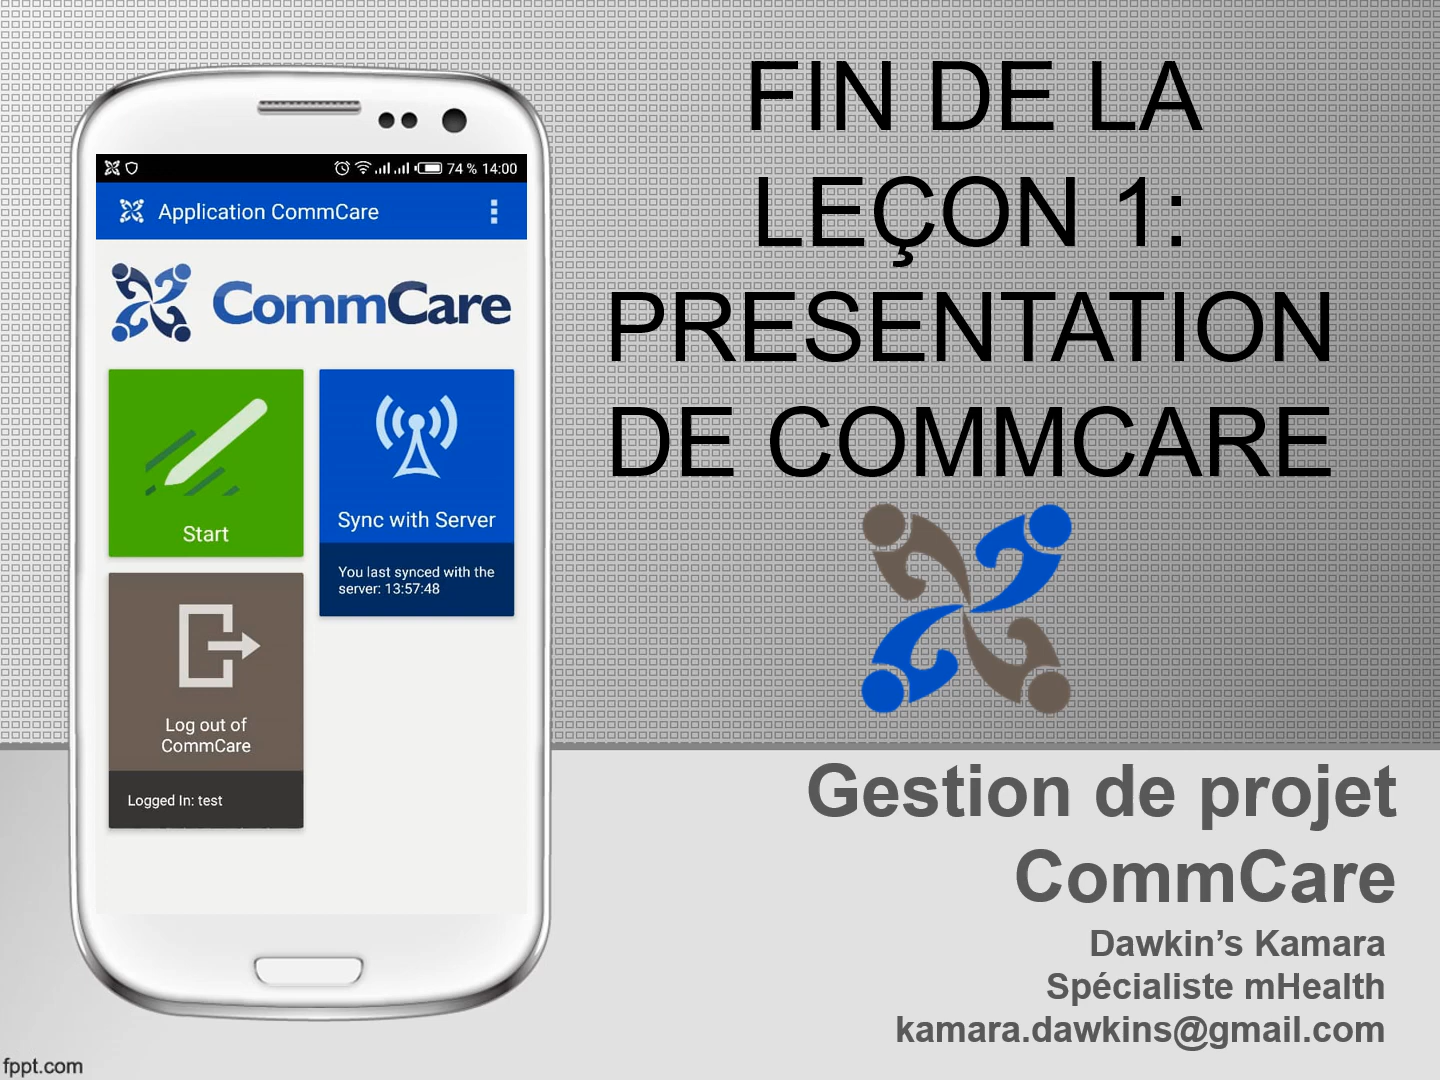 FIN DE LA
LEÇON 1:
PRESENTATION
DE COMMCARE
74 % 14:00
Application CommCare
CommCare
Start
Sync with Server
You last synced with the
server: 13:57:48
Log out of
CommCare
Logged In: test
Gestion de projet
CommCare
Dawkin’s Kamara
Spécialiste mHealth
kamara.dawkins@gmail.com
fppt.com